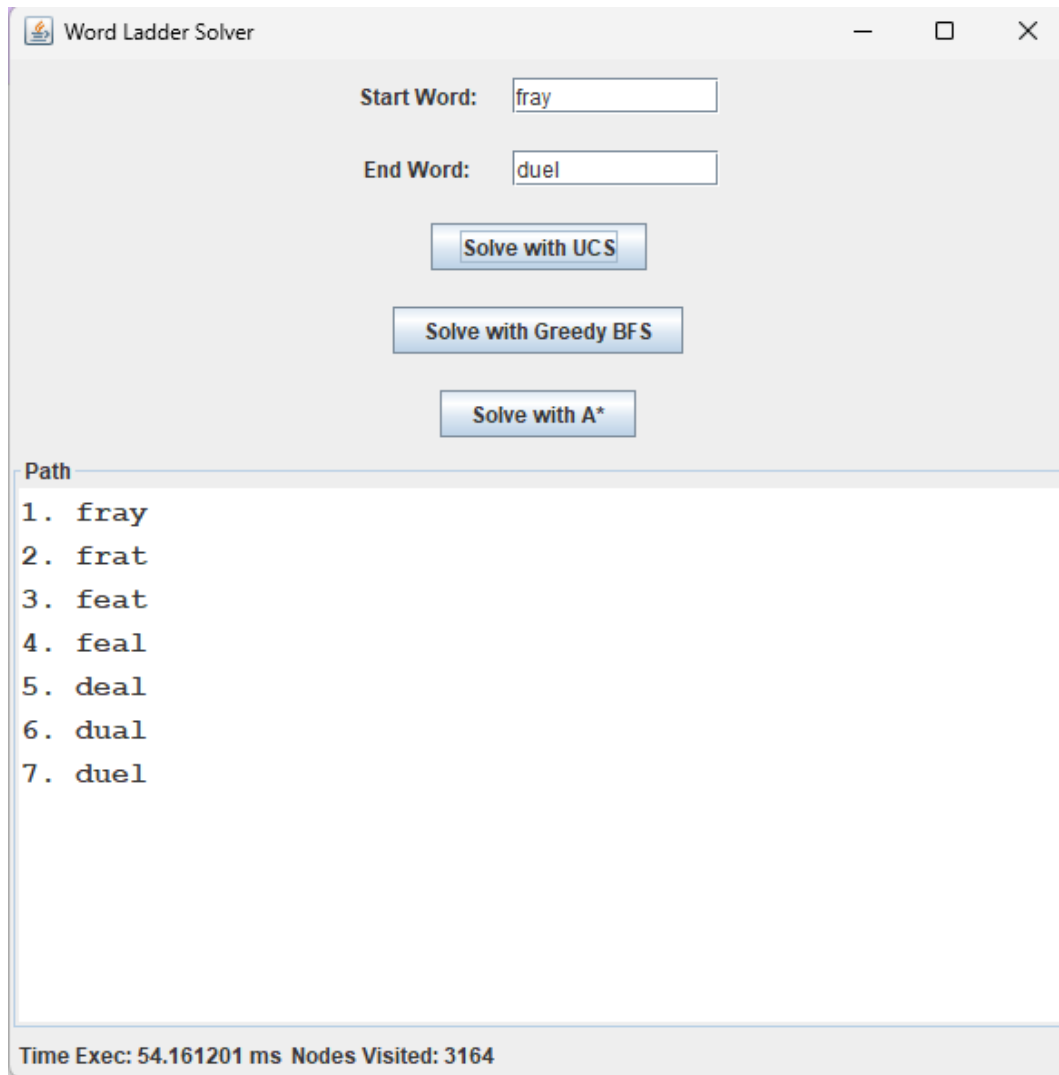 Word Ladder Solver
Start Word: fray
End Word: duel
Solve with UCS
Solve with Greedy BFS
Solve with A*
Path
1. fray
2. frat
3. feat
4. feal
5. deal
6. dual
7. duel
Time Exec: 54.161201 ms Nodes Visited: 3164